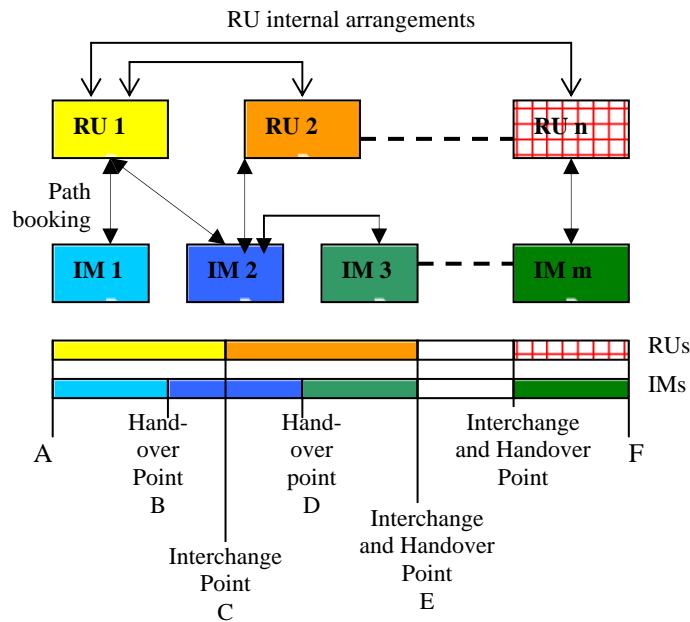 RU internal arrangements
RU 1
RU 2
RU n
Path
booking
IM 1
IM 2
IM 3
IM m
RUs
IMs
A
Hand-
over
Point
B
Hand-
over
point
D
Interchange
and Handover
Point
F
Interchange
Point
C
Interchange
and Handover
Point
E